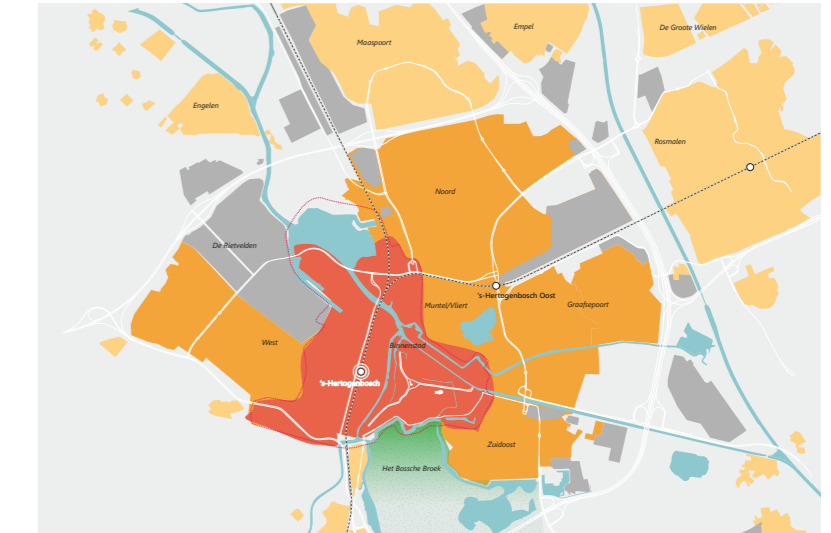 Empel
De Groote Wielen
Maaspoort
Engelen
Rosmalen
Noord
De Rietvelden
's-Hertogenbosch Oost
Muntel/Vliert
Graafsepoort
West
Binnenstad
's-Hertogenbosch
Zuidoost
Het Bossche Broek